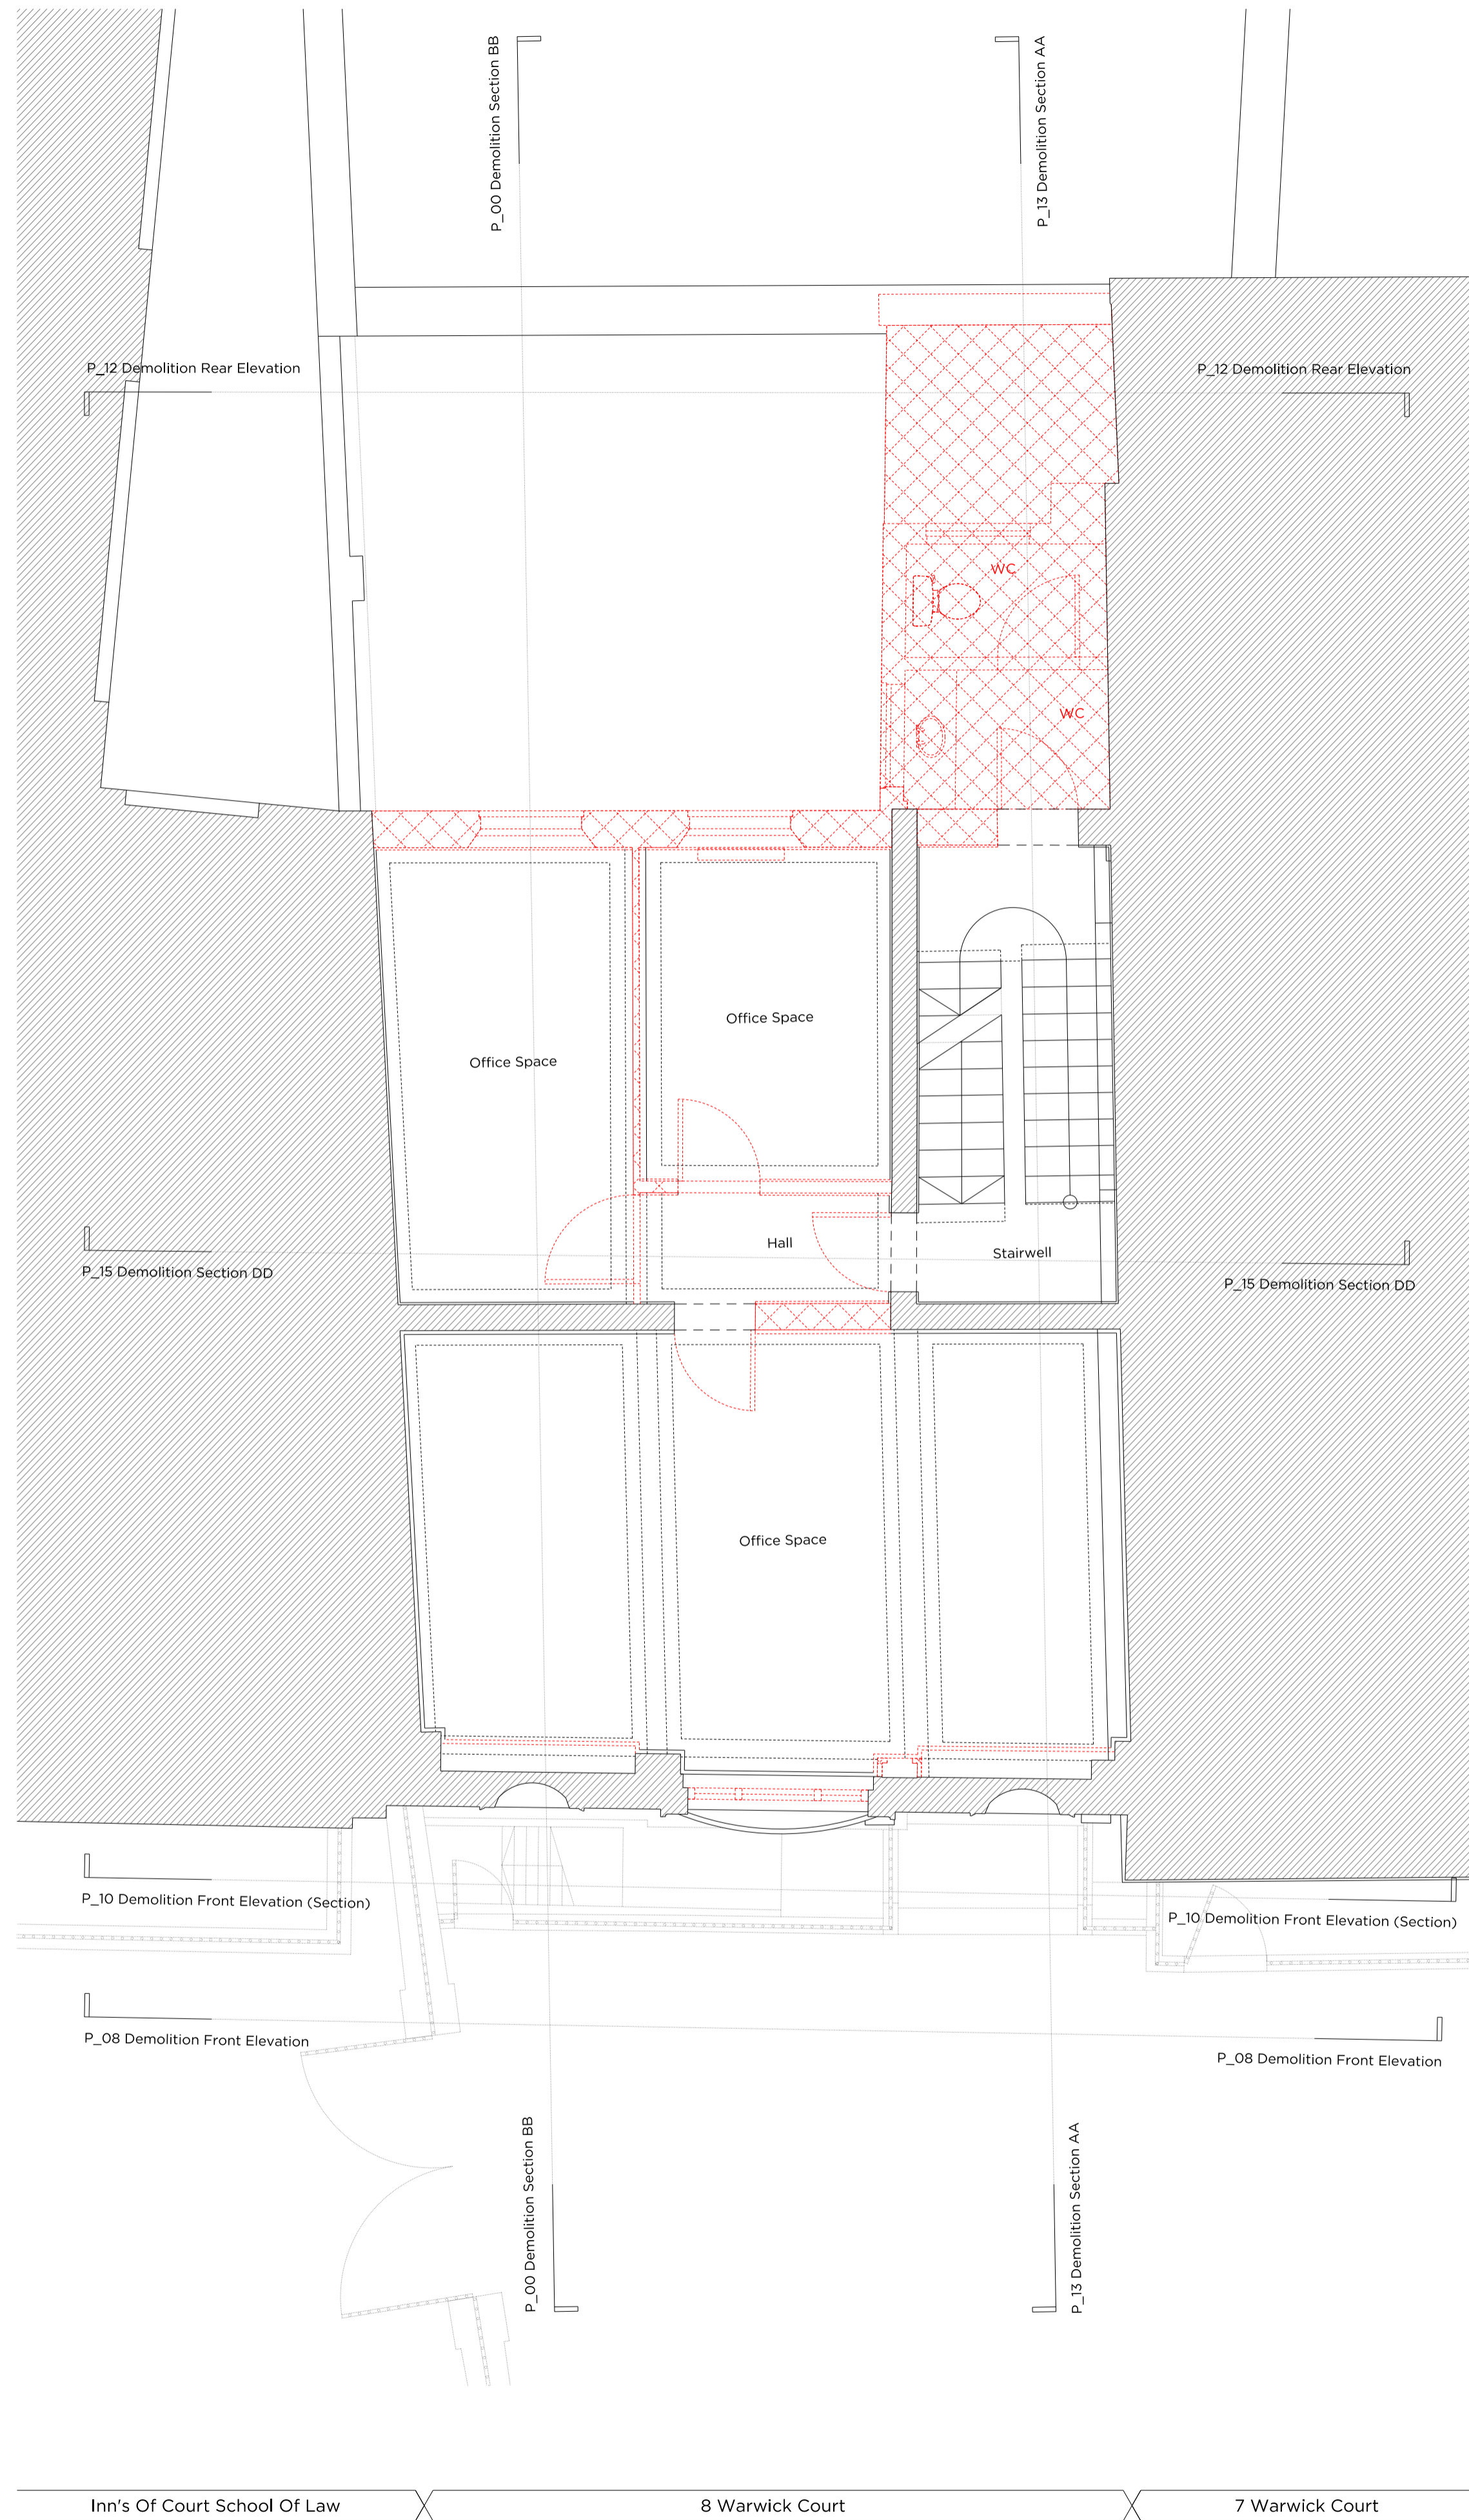 P_00 Demolition Section BB
P_13 Demolition Section AA
P_12 Demolition Rear Elevation
P_12 Demolition Rear Elevation
WC
WC
Office Space
Office Space
Hall
Stairwell
P_15 Demolition Section DD
P_15 Demolition Section DD
Office Space
P_10 Demolition Front Elevation (Section)
P_10 Demolition Front Elevation (Section)
P_08 Demolition Front Elevation
P_08 Demolition Front Elevation
P_00 Demolition Section BB
P_13 Demolition Section AA
Inn's Of Court School Of Law
8 Warwick Court
7 Warwick Court